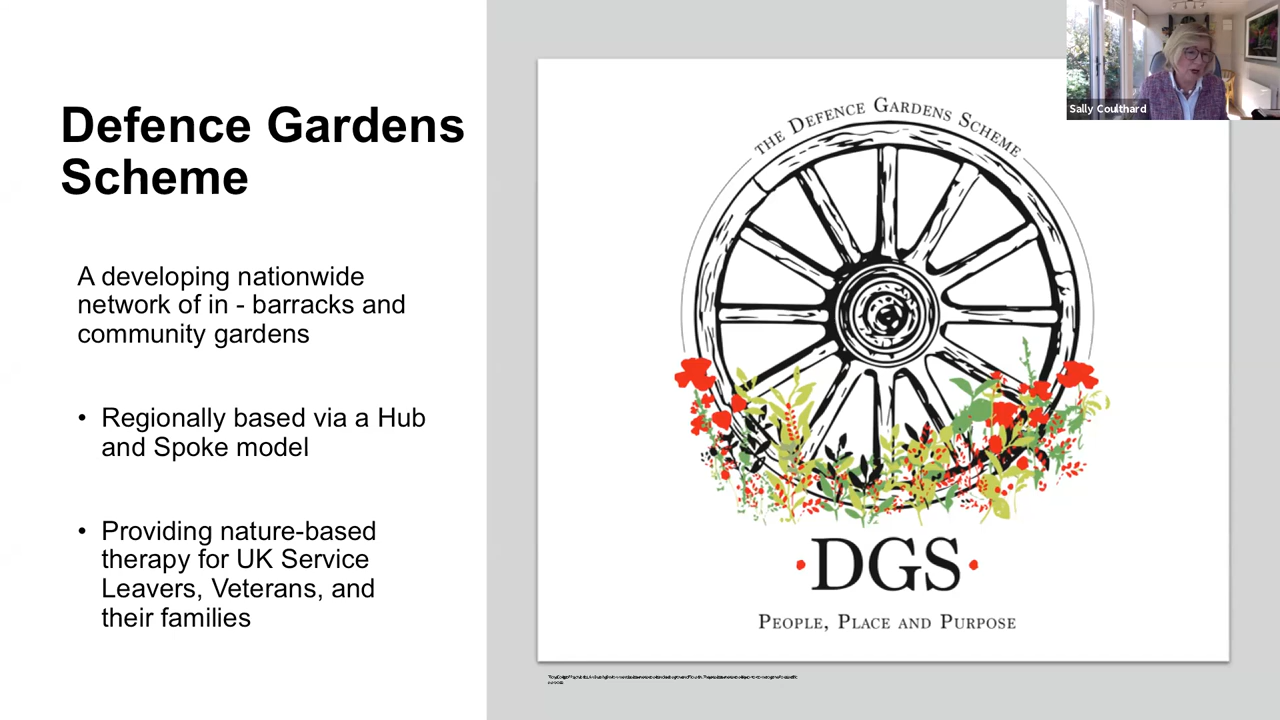 Defence Gardens
Scheme
A developing nationwide
network of in - barracks and
community gardens
• Regionally based via a Hub
and Spoke model
• Providing nature-based
therapy for UK Service
Leavers, Veterans, and
their families
THE DEFENCE GARDENS SCHEME
DGS
PEOPLE, PLACE AND PURPOSE
Sally Coulthard